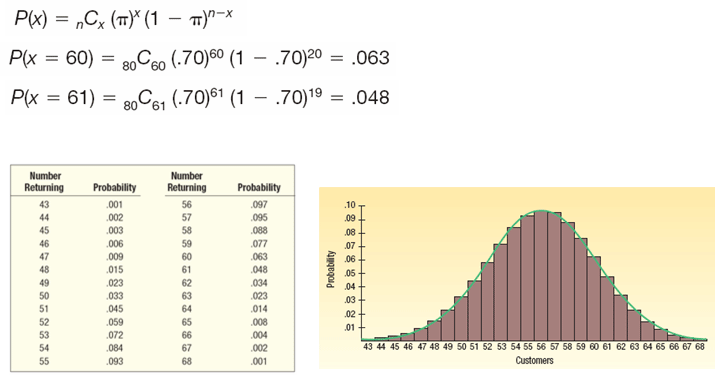 P(x) = ₙCₓ (π)ˣ (1 − π)ⁿ⁻ˣ
P(x = 60) = ₈₀C₆₀ (.70)⁶⁰ (1 − .70)²⁰ = .063
P(x = 61) = ₈₀C₆₁ (.70)⁶¹ (1 − .70)¹⁹ = .048
Number Returning Probability Number Returning Probability
43 .001 56 .097
44 .002 57 .095
45 .003 58 .088
46 .006 59 .077
47 .009 60 .063
48 .015 61 .048
49 .023 62 .034
50 .033 63 .023
51 .045 64 .014
52 .059 65 .008
53 .072 66 .004
54 .084 67 .002
55 .093 68 .001
Probability
.10
.09
.08
.07
.06
.05
.04
.03
.02
.01
43 44 45 46 47 48 49 50 51 52 53 54 55 56 57 58 59 60 61 62 63 64 65 66 67 68
Customers